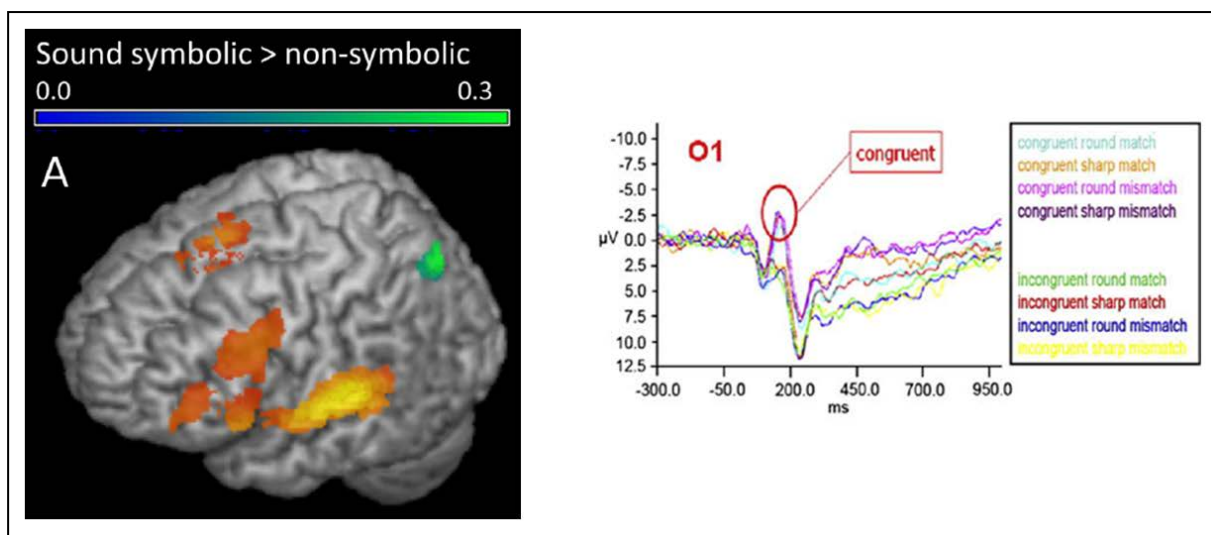 Sound symbolic > non-symbolic
0.0 0.3
A
O1
congruent
-10.0
-7.5
-5.0
-2.5
µV 0.0
2.5
5.0
7.5
10.0
12.5
-300.0 -50.0 200.0 450.0 700.0 950.0
ms
congruent round match
congruent sharp match
congruent round mismatch
congruent sharp mismatch
incongruent round match
incongruent sharp match
incongruent round mismatch
incongruent sharp mismatch